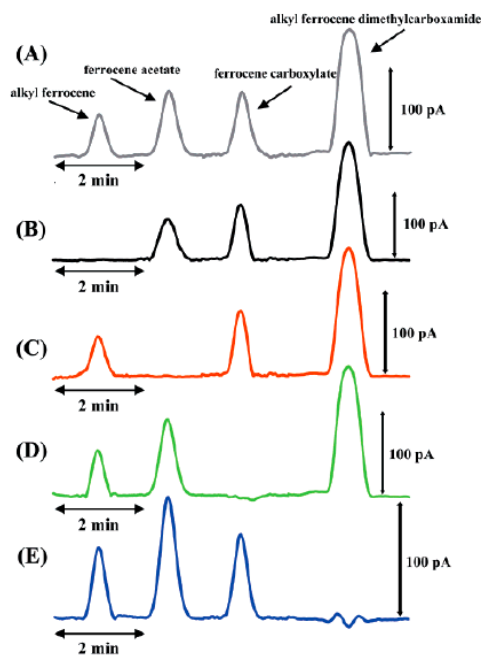 alkyl ferrocene dimethylcarboxamide
(A)
ferrocene acetate
alkyl ferrocene
ferrocene carboxylate
100 pA
2 min
(B)
100 pA
2 min
(C)
100 pA
2 min
(D)
100 pA
2 min
(E)
100 pA
2 min